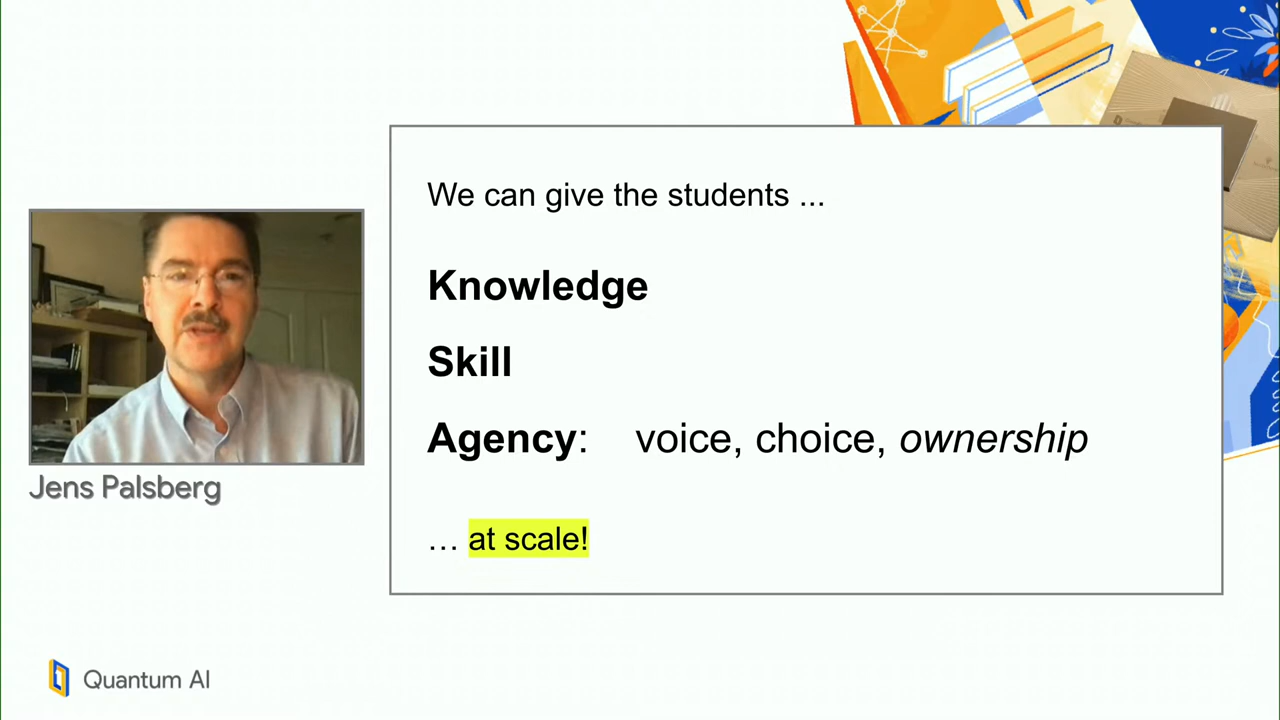 We can give the students ...
Knowledge
Skill
Agency: voice, choice, ownership
... at scale!
Jens Palsberg
Quantum AI